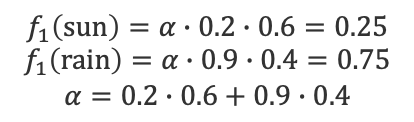 f₁(sun) = α · 0.2 · 0.6 = 0.25
f₁(rain) = α · 0.9 · 0.4 = 0.75
α = 0.2 · 0.6 + 0.9 · 0.4